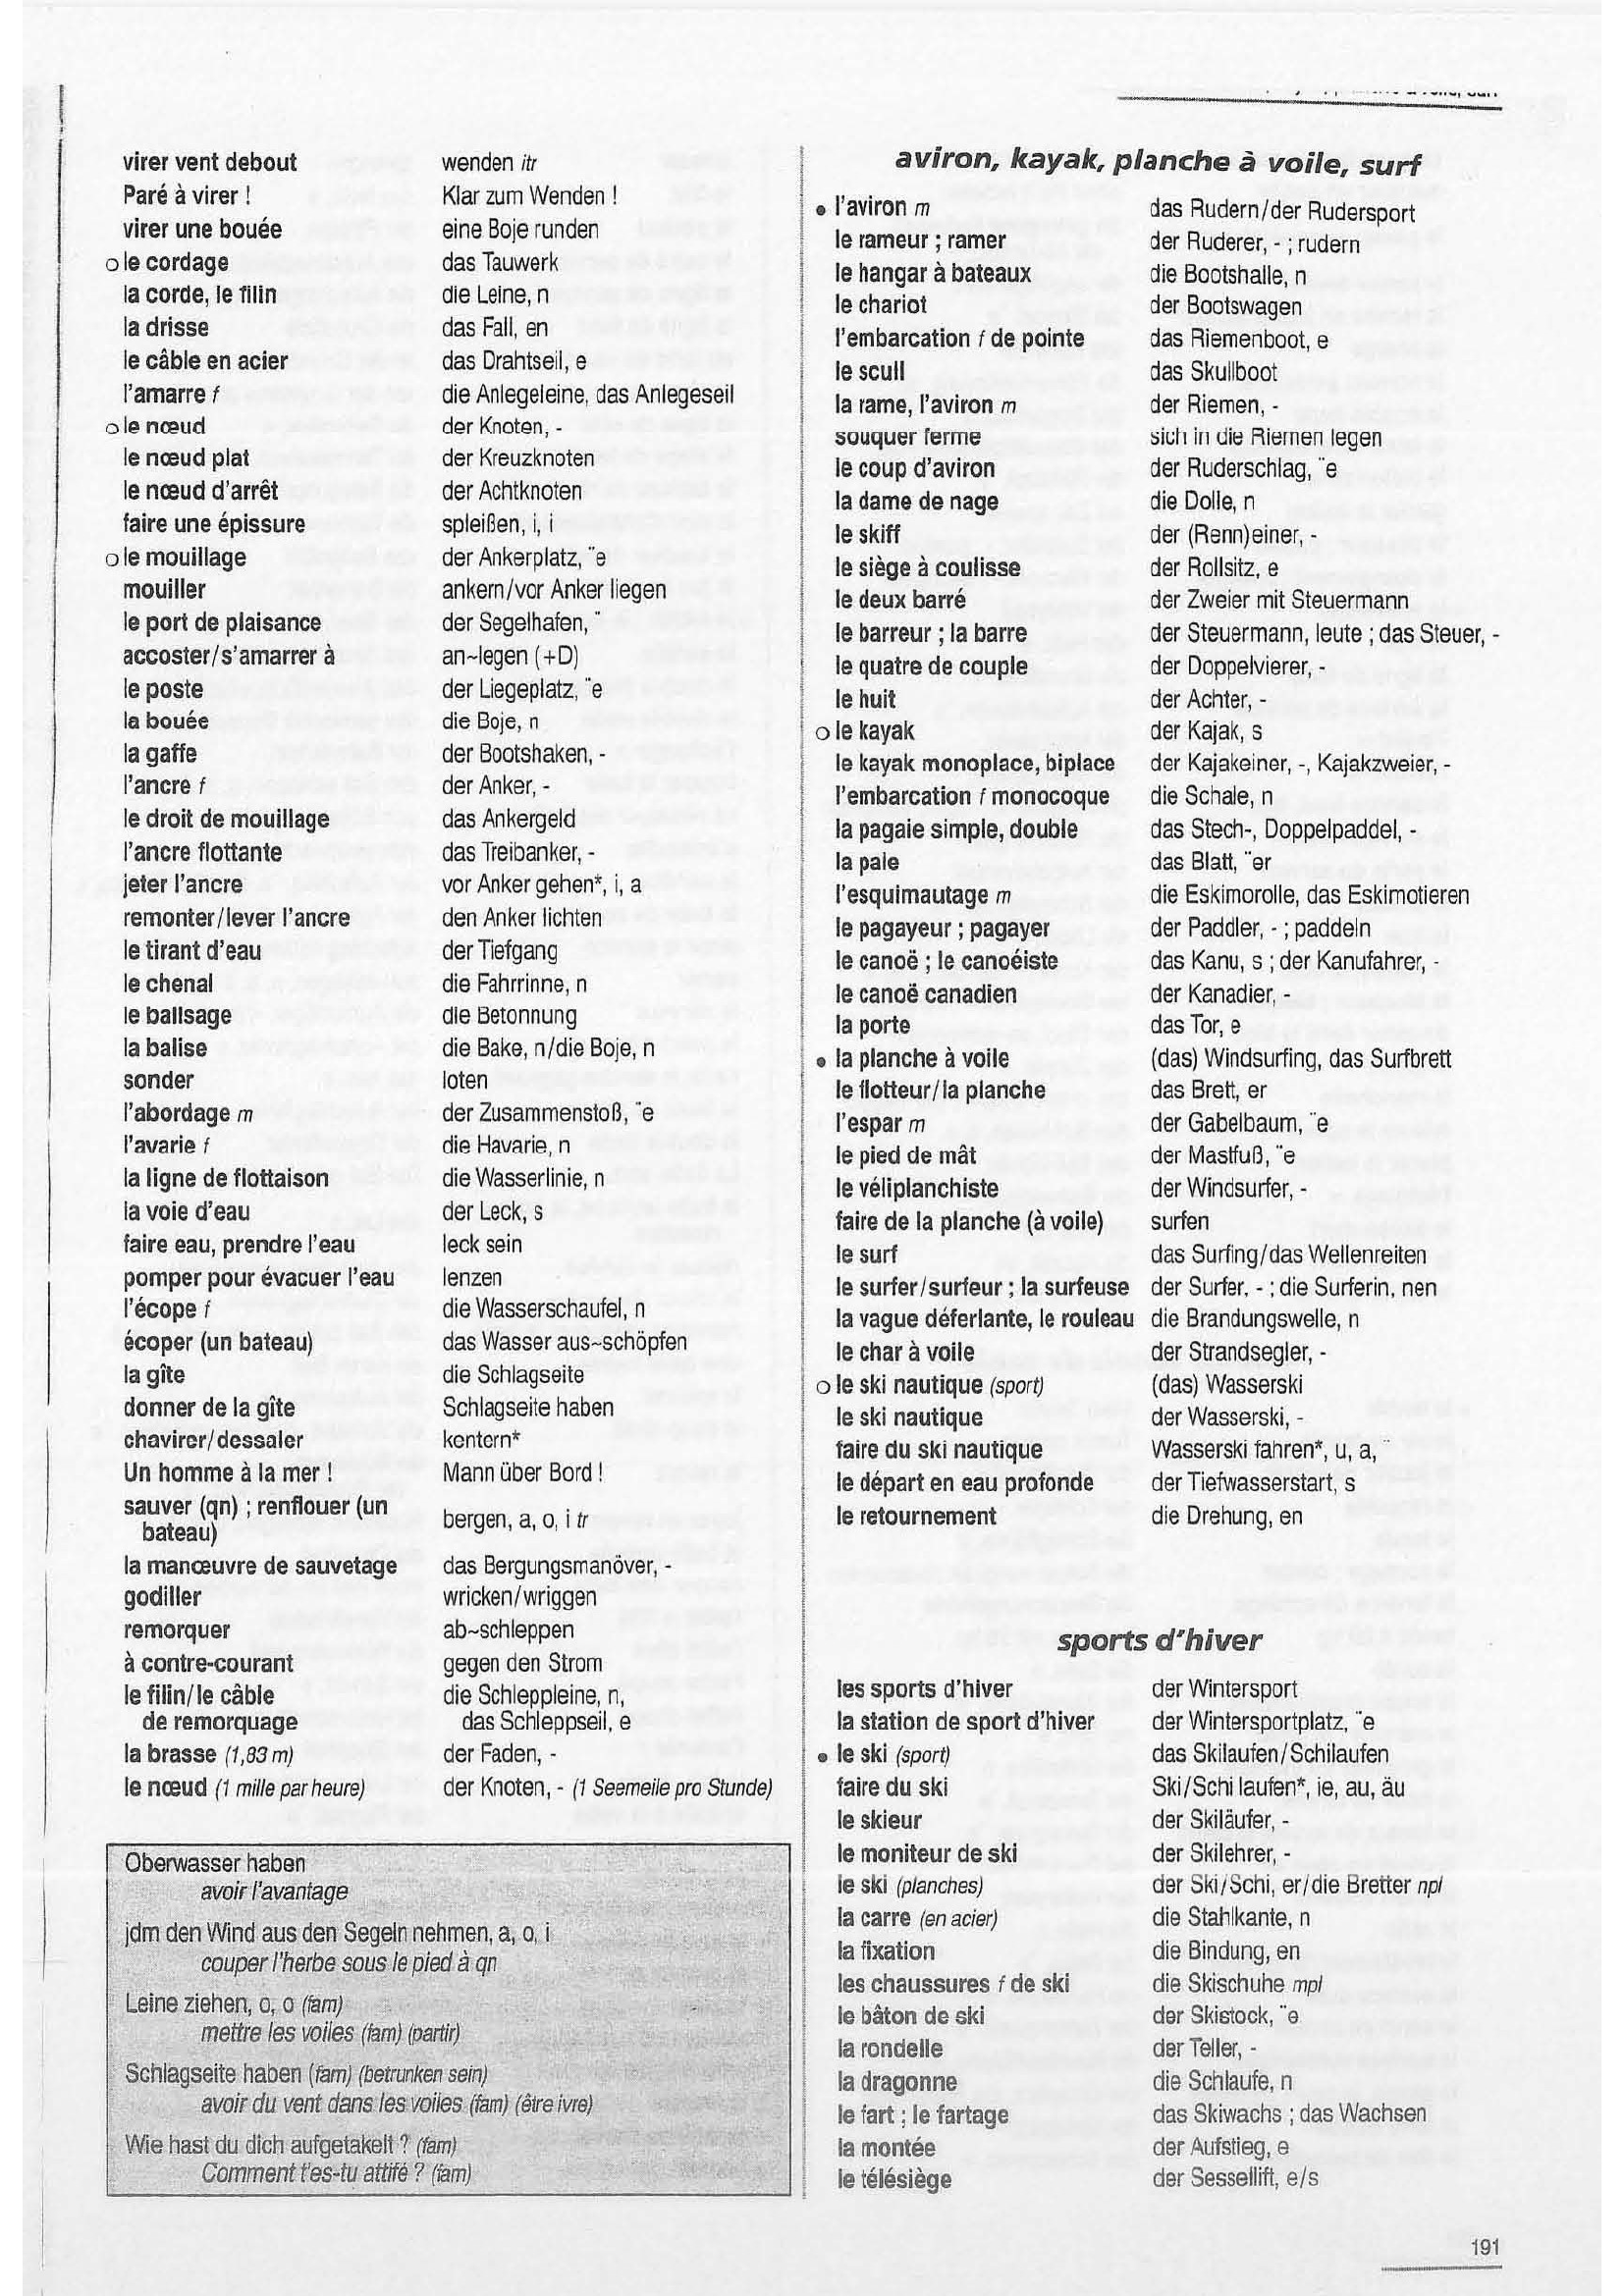 virer vent debout wenden itr
Paré à virer ! Klar zum Wenden !
virer une bouée eine Boje runden
o le cordage das Tauwerk
la corde, le filin die Leine, n
la drisse das Fall, en
le câble en acier das Drahtseil, e
l'amarre f die Anlegeleine, das Anlegeseil
o le nœud der Knoten, -
le nœud plat der Kreuzknoten
le nœud d'arrêt der Achtknoten
faire une épissure spleißen, i, i
o le mouillage der Ankerplatz, ¨e
mouiller ankern/vor Anker liegen
le port de plaisance der Segelhafen, ¨
accoster/s'amarrer à an~legen (+D)
le poste der Liegeplatz, ¨e
la bouée die Boje, n
la gaffe der Bootshaken, -
l'ancre f der Anker, -
le droit de mouillage das Ankergeld
l'ancre flottante das Treibanker, -
jeter l'ancre vor Anker gehen*, i, a
remonter/lever l'ancre den Anker lichten
le tirant d'eau der Tiefgang
le chenal die Fahrrinne, n
le balisage die Betonnung
la balise die Bake, n/die Boje, n
sonder loten
l'abordage m der Zusammenstoß, ¨e
l'avarie f die Havarie, n
la ligne de flottaison die Wasserlinie, n
la voie d'eau der Leck, s
faire eau, prendre l'eau leck sein
pomper pour évacuer l'eau lenzen
l'écope f die Wasserschaufel, n
écoper (un bateau) das Wasser aus~schöpfen
la gîte die Schlagseite
donner de la gîte Schlagseite haben
chavirer/dessaler kentern*
Un homme à la mer ! Mann über Bord !
sauver (qn) ; renflouer (un
bateau) bergen, a, o, i tr
la manœuvre de sauvetage das Bergungsmanöver, -
godiller wricken/wriggen
remorquer ab~schleppen
à contre-courant gegen den Strom
le filin/le câble die Schleppleine, n,
de remorquage das Schleppseil, e
la brasse (1,83 m) der Faden, -
le nœud (1 mille par heure) der Knoten, - (1 Seemeile pro Stunde)
Oberwasser haben
avoir l'avantage
jdm den Wind aus den Segeln nehmen, a, o, i
couper l'herbe sous le pied à qn
Leine ziehen, o, o (fam)
mettre les voiles (fam) (partir)
Schlagseite haben (fam) (betrunken sein)
avoir du vent dans les voiles (fam) (être ivre)
Wie hast du dich aufgetakelt ? (fam)
Comment t'es-tu attifé ? (fam)
aviron, kayak, planche à voile, surf
• l'aviron m das Rudern/der Rudersport
le rameur ; ramer der Ruderer, - ; rudern
le hangar à bateaux die Bootshalle, n
le chariot der Bootswagen
l'embarcation f de pointe das Riemenboot, e
le scull das Skullboot
la rame, l'aviron m der Riemen, -
souquer ferme sich in die Riemen legen
le coup d'aviron der Ruderschlag, ¨e
la dame de nage die Dolle, n
le skiff der (Renn)einer, -
le siège à coulisse der Rollsitz, e
le deux barré der Zweier mit Steuermann
le barreur ; la barre der Steuermann, leute ; das Steuer, -
le quatre de couple der Doppelvierer, -
le huit der Achter, -
o le kayak der Kajak, s
le kayak monoplace, biplace der Kajakeiner, -, Kajakzweier, -
l'embarcation f monocoque die Schale, n
la pagaie simple, double das Stech-, Doppelpaddel, -
la pale das Blatt, ¨er
l'esquimautage m die Eskimorolle, das Eskimotieren
le pagayeur ; pagayer der Paddler, - ; paddeln
le canoë ; le canoéiste das Kanu, s ; der Kanufahrer, -
le canoë canadien der Kanadier, -
la porte das Tor, e
• la planche à voile (das) Windsurfing, das Surfbrett
le flotteur/la planche das Brett, er
l'espar m der Gabelbaum, ¨e
le pied de mât der Mastfuß, ¨e
le véliplanchiste der Windsurfer, -
faire de la planche (à voile) surfen
le surf das Surfing/das Wellenreiten
le surfer/surfeur ; la surfeuse der Surfer, - ; die Surferin, nen
la vague déferlante, le rouleau die Brandungswelle, n
le char à voile der Strandsegler, -
o le ski nautique (sport) (das) Wasserski
le ski nautique der Wasserski, -
faire du ski nautique Wasserski fahren*, u, a, ¨
le départ en eau profonde der Tiefwasserstart, s
le retournement die Drehung, en
sports d'hiver
les sports d'hiver der Wintersport
la station de sport d'hiver der Wintersportplatz, ¨e
• le ski (sport) das Skilaufen/Schilaufen
faire du ski Ski/Schi laufen*, ie, au, äu
le skieur der Skiläufer, -
le moniteur de ski der Skilehrer, -
le ski (planches) der Ski/Schi, er/die Bretter npl
la carre (en acier) die Stahlkante, n
la fixation die Bindung, en
les chaussures f de ski die Skischuhe mpl
le bâton de ski der Skistock, ¨e
la rondelle der Teller, -
la dragonne die Schlaufe, n
le fart ; le fartage das Skiwachs ; das Wachsen
la montée der Aufstieg, e
le télésiège der Sessellift, e/s
191